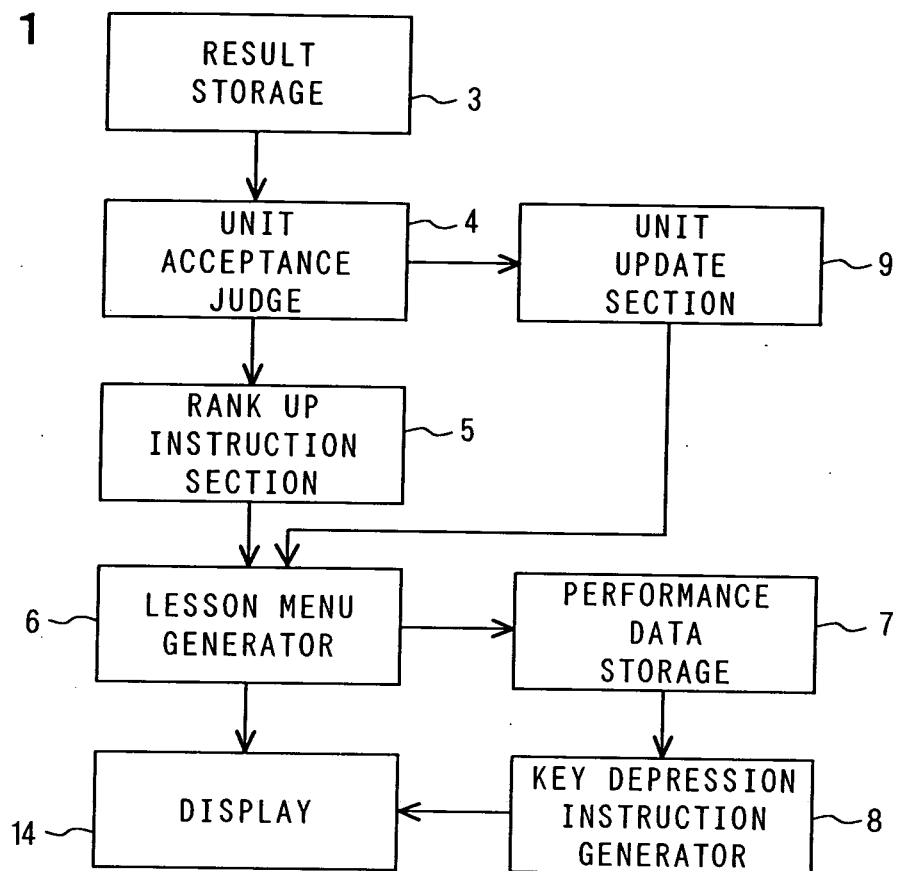 1
RESULT
STORAGE
3
UNIT
ACCEPTANCE
JUDGE
4
UNIT
UPDATE
SECTION
9
RANK UP
INSTRUCTION
SECTION
5
6
LESSON MENU
GENERATOR
PERFORMANCE
DATA
STORAGE
7
14
DISPLAY
KEY DEPRESSION
INSTRUCTION
GENERATOR
8